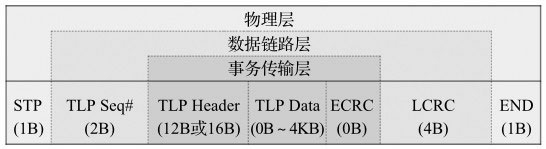 物理层
数据链路层
事务传输层
STP TLP Seq# TLP Header TLP Data ECRC LCRC END
(1B) (2B) (12B或16B) (0B~4KB) (0B) (4B) (1B)